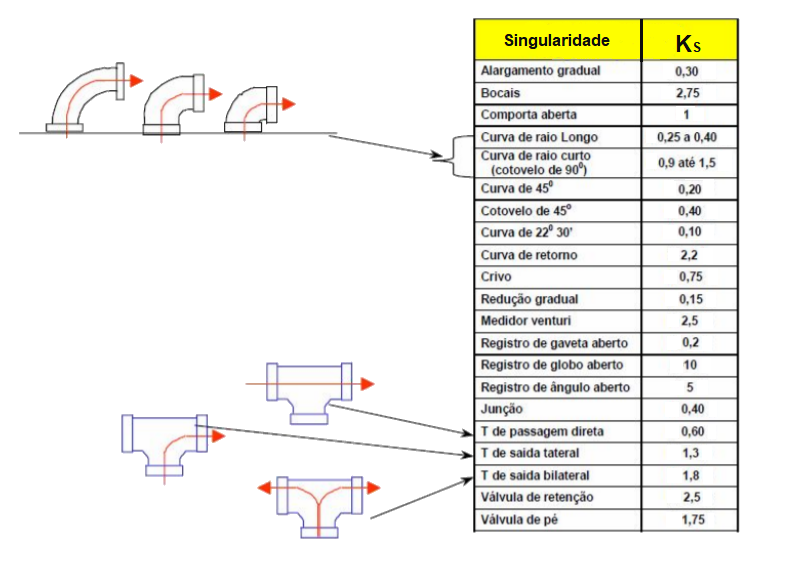 Singularidade Ks
Alargamento gradual 0,30
Bocais 2,75
Comporta aberta 1
Curva de raio Longo 0,25 a 0,40
Curva de raio curto
(cotovelo de 90⁰) 0,9 até 1,5
Curva de 45⁰ 0,20
Cotovelo de 45⁰ 0,40
Curva de 22⁰ 30' 0,10
Curva de retorno 2,2
Crivo 0,75
Redução gradual 0,15
Medidor venturi 2,5
Registro de gaveta aberto 0,2
Registro de globo aberto 10
Registro de ângulo aberto 5
Junção 0,40
T de passagem direta 0,60
T de saida tateral 1,3
T de saida bilateral 1,8
Válvula de retenção 2,5
Válvula de pé 1,75